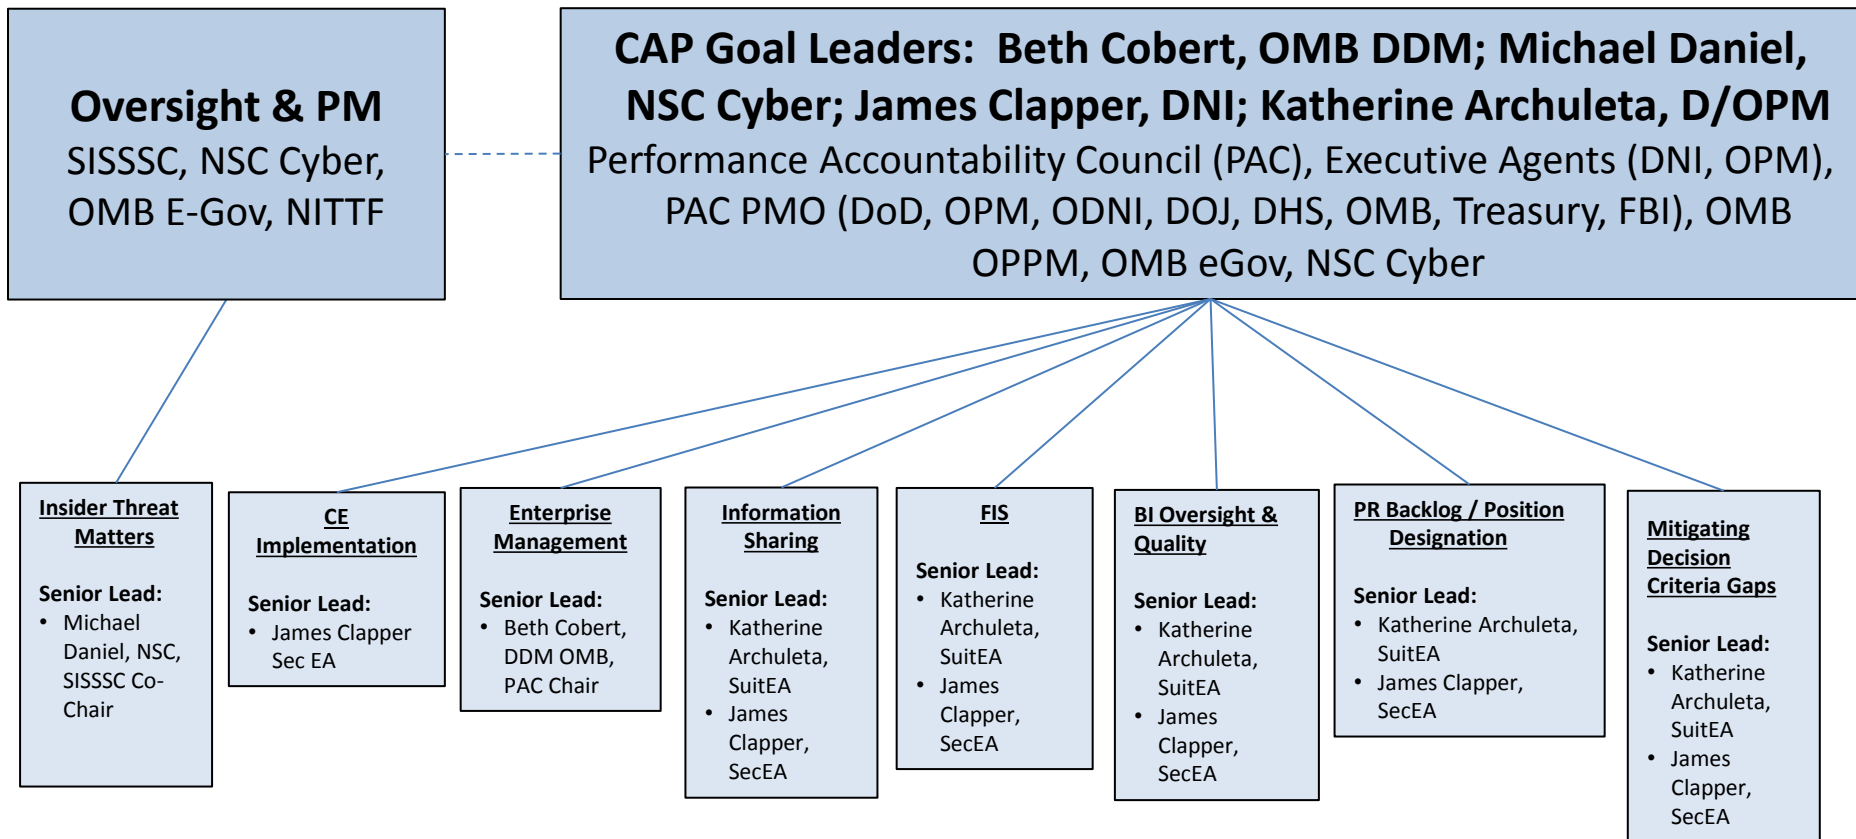 Oversight & PM
SISSSC, NSC Cyber,
OMB E-Gov, NITTF
CAP Goal Leaders: Beth Cobert, OMB DDM; Michael Daniel,
NSC Cyber; James Clapper, DNI; Katherine Archuleta, D/OPM
Performance Accountability Council (PAC), Executive Agents (DNI, OPM),
PAC PMO (DoD, OPM, ODNI, DOJ, DHS, OMB, Treasury, FBI), OMB
OPPM, OMB eGov, NSC Cyber
Insider Threat
Matters
Senior Lead:
• Michael
Daniel, NSC,
SISSSC Co-
Chair
CE
Implementation
Senior Lead:
• James Clapper
Sec EA
Enterprise
Management
Senior Lead:
• Beth Cobert,
DDM OMB,
PAC Chair
Information
Sharing
Senior Lead:
• Katherine
Archuleta,
SuitEA
• James
Clapper,
SecEA
FIS
Senior Lead:
• Katherine
Archuleta,
SuitEA
• James
Clapper,
SecEA
BI Oversight &
Quality
Senior Lead:
• Katherine
Archuleta,
SuitEA
• James
Clapper,
SecEA
PR Backlog / Position
Designation
Senior Lead:
• Katherine Archuleta,
SuitEA
• James Clapper,
SecEA
Mitigating
Decision
Criteria Gaps
Senior Lead:
• Katherine
Archuleta,
SuitEA
• James
Clapper,
SecEA